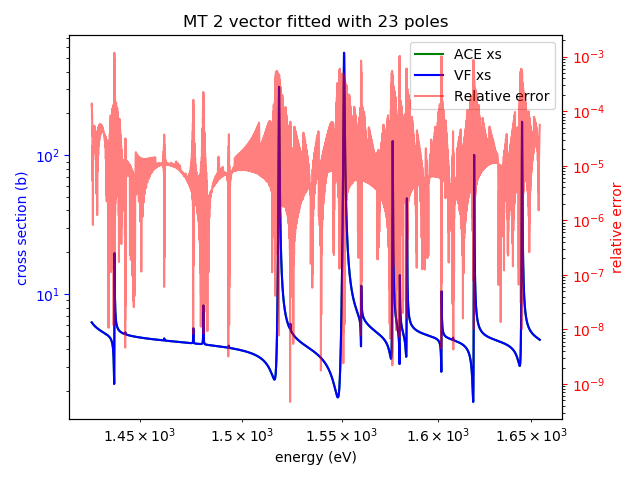 MT 2 vector fitted with 23 poles
ACE xs
VF xs
Relative error
cross section (b)
10²
10¹
10⁻³
10⁻⁴
10⁻⁵
10⁻⁶
10⁻⁷
10⁻⁸
10⁻⁹
relative error
1.45 × 10³ 1.5 × 10³ 1.55 × 10³ 1.6 × 10³ 1.65 × 10³
energy (eV)